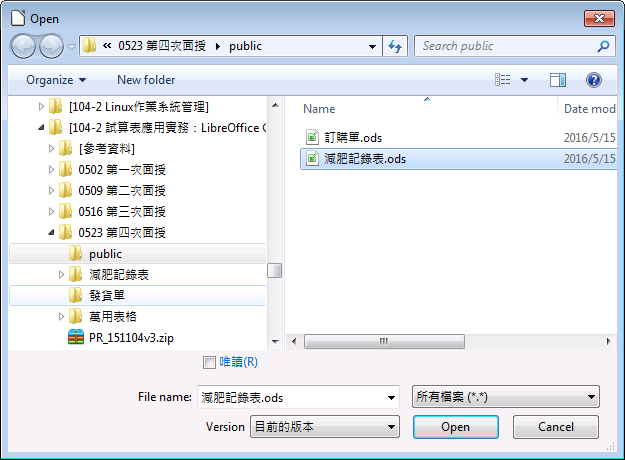 Open
« 0523 第四次面授 public
Search public
Organize New folder
[104-2 Linux作業系統管理]
[104-2 試算表應用實務：LibreOffice C
[參考資料]
0502 第一次面授
0509 第二次面授
0516 第三次面授
0523 第四次面授
public
減肥記錄表
發貨單
萬用表格
PR_151104v3.zip
Name Date mod
訂購單.ods 2016/5/15
減肥記錄表.ods 2016/5/15
唯讀(R)
File name: 減肥記錄表.ods 所有檔案 (*.*)
Version 目前的版本 Open Cancel